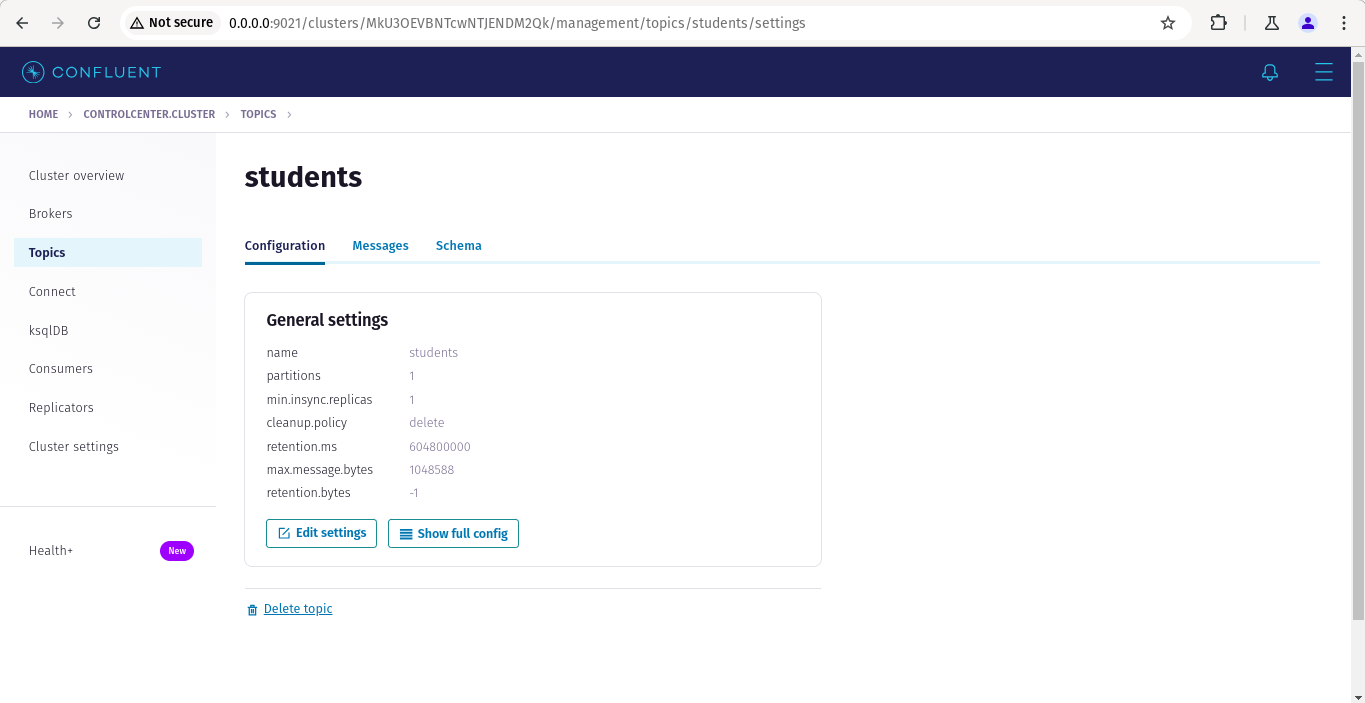 Not secure 0.0.0.0:9021/clusters/MkU3OEVBNTcwNTJENDM2Qk/management/topics/students/settings
CONFLUENT
HOME > CONTROLCENTER.CLUSTER > TOPICS >
Cluster overview
Brokers
Topics
Connect
ksqlDB
Consumers
Replicators
Cluster settings
Health+ New
students
Configuration Messages Schema
General settings
name students
partitions 1
min.insync.replicas 1
cleanup.policy delete
retention.ms 604800000
max.message.bytes 1048588
retention.bytes -1
Edit settings Show full config
Delete topic